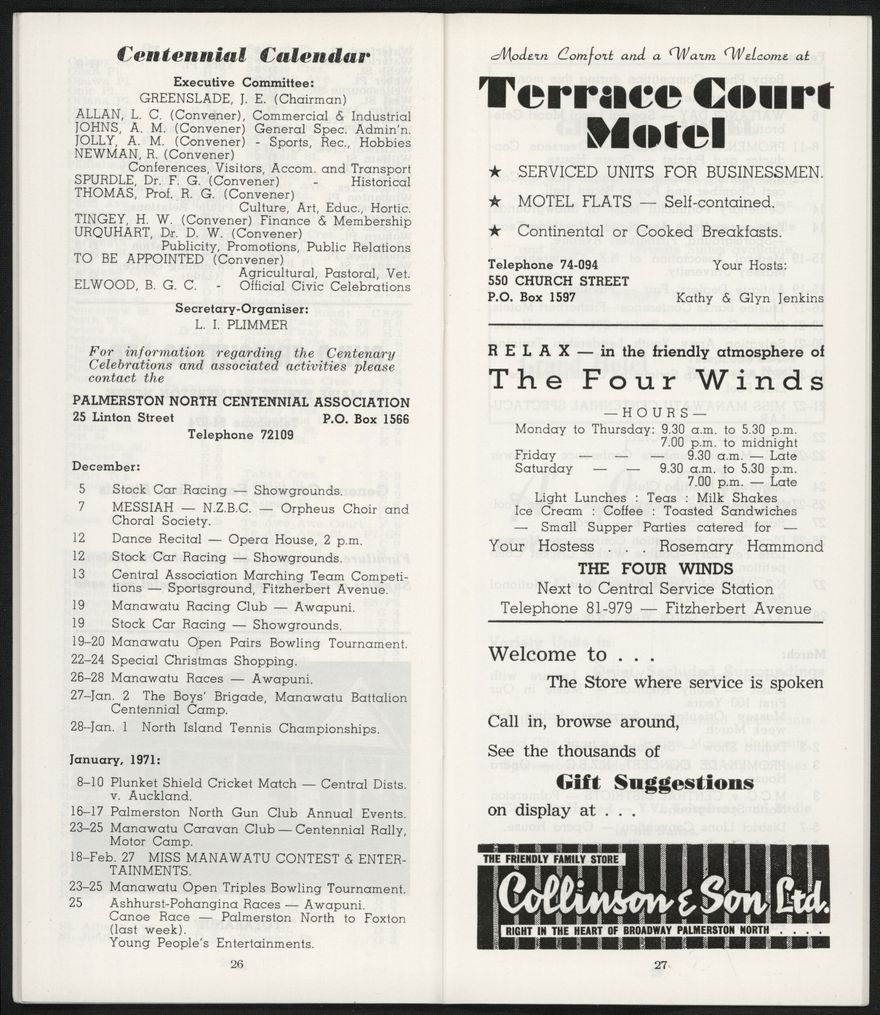 Centennial Calendar
Executive Committee:
GREENSLADE, J. E. (Chairman)
ALLAN, L. C. (Convener), Commercial & Industrial
JOHNS, A. M. (Convener) General Spec. Admin'n.
JOLLY, A. M. (Convener) - Sports, Rec., Hobbies
NEWMAN, R. (Convener)
Conferences, Visitors, Accom. and Transport
SPURDLE, Dr. F. G. (Convener) - Historical
THOMAS, Prof. R. G. (Convener)
Culture, Art, Educ., Hortic.
TINGEY, H. W. (Convener) Finance & Membership
URQUHART, Dr. D. W. (Convener)
Publicity, Promotions, Public Relations
TO BE APPOINTED (Convener)
Agricultural, Pastoral, Vet.
ELWOOD, B. G. C. - Official Civic Celebrations
Secretary-Organiser:
L. I. PLIMMER
For information regarding the Centenary
Celebrations and associated activities please
contact the
PALMERSTON NORTH CENTENNIAL ASSOCIATION
25 Linton Street P.O. Box 1566
Telephone 72109
December:
5 Stock Car Racing — Showgrounds.
7 MESSIAH — N.Z.B.C. — Orpheus Choir and
Choral Society.
12 Dance Recital — Opera House, 2 p.m.
12 Stock Car Racing — Showgrounds.
13 Central Association Marching Team Competi-
tions — Sportsground, Fitzherbert Avenue.
19 Manawatu Racing Club — Awapuni.
19 Stock Car Racing — Showgrounds.
19–20 Manawatu Open Pairs Bowling Tournament.
22–24 Special Christmas Shopping.
26–28 Manawatu Races — Awapuni.
27–Jan. 2 The Boys' Brigade, Manawatu Battalion
Centennial Camp.
28–Jan. 1 North Island Tennis Championships.
January, 1971:
8–10 Plunket Shield Cricket Match — Central Dists.
v. Auckland.
16–17 Palmerston North Gun Club Annual Events.
23–25 Manawatu Caravan Club — Centennial Rally,
Motor Camp.
18–Feb. 27 MISS MANAWATU CONTEST & ENTER-
TAINMENTS.
23–25 Manawatu Open Triples Bowling Tournament.
25 Ashhurst-Pohangina Races — Awapuni.
Canoe Race — Palmerston North to Foxton
(last week).
Young People's Entertainments.
26
Modern Comfort and a Warm Welcome at
Terrace Court
Motel
★ SERVICED UNITS FOR BUSINESSMEN.
★ MOTEL FLATS — Self-contained.
★ Continental or Cooked Breakfasts.
Telephone 74-094 Your Hosts:
550 CHURCH STREET
P.O. Box 1597 Kathy & Glyn Jenkins
RELAX — in the friendly atmosphere of
The Four Winds
—HOURS—
Monday to Thursday: 9.30 a.m. to 5.30 p.m.
7.00 p.m. to midnight
Friday — — — 9.30 a.m. — Late
Saturday — — 9.30 a.m. to 5.30 p.m.
7.00 p.m. — Late
Light Lunches : Teas : Milk Shakes
Ice Cream : Coffee : Toasted Sandwiches
— Small Supper Parties catered for —
Your Hostess . . . Rosemary Hammond
THE FOUR WINDS
Next to Central Service Station
Telephone 81-979 — Fitzherbert Avenue
Welcome to . . .
The Store where service is spoken
Call in, browse around,
See the thousands of
Gift Suggestions
on display at . . .
THE FRIENDLY FAMILY STORE
Collinson & Son Ltd.
RIGHT IN THE HEART OF BROADWAY PALMERSTON NORTH . . . . .
27